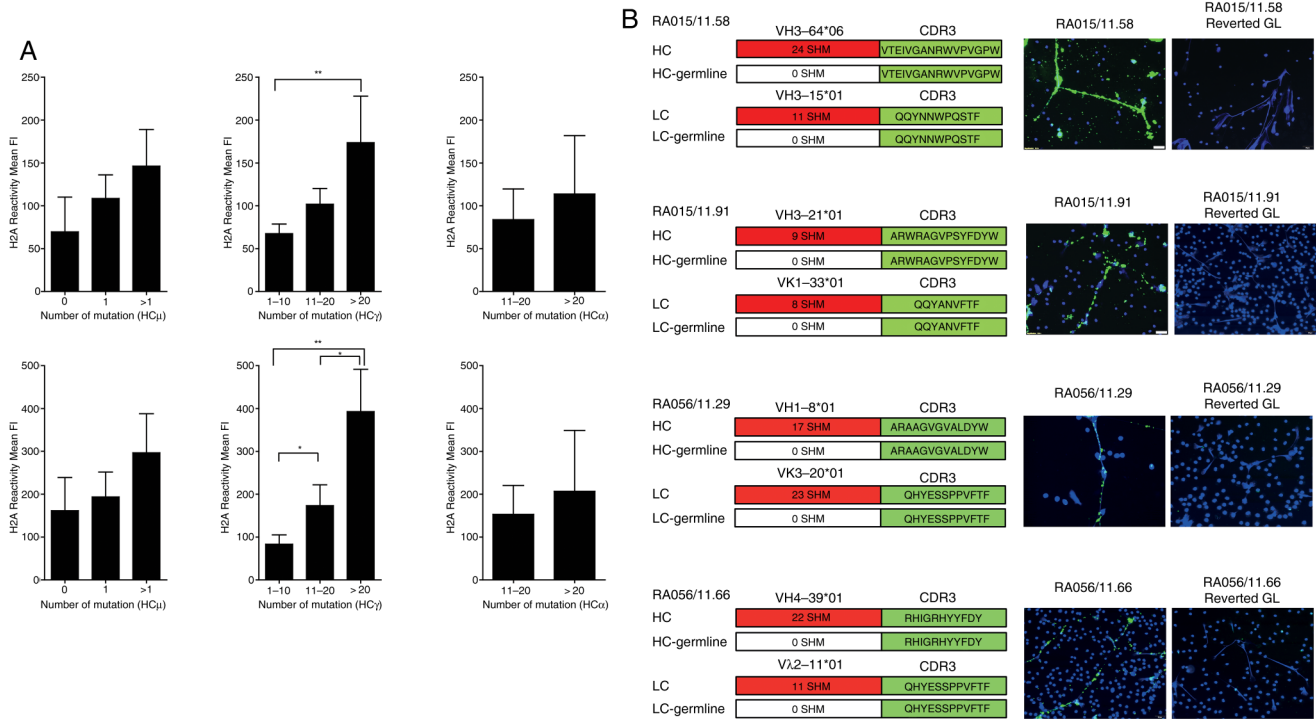 A
H2A Reactivity Mean FI
250
200
150
100
50
0
0 1 >1
Number of mutation (HCμ)
H2A Reactivity Mean FI
250
200
150
100
50
0
**
1–10 11–20 >20
Number of mutation (HCγ)
H2A Reactivity Mean FI
250
200
150
100
50
0
11–20 >20
Number of mutation (HCα)
H2A Reactivity Mean FI
500
400
300
200
100
0
0 1 >1
Number of mutation (HCμ)
H2A Reactivity Mean FI
500
400
300
200
100
0
**
*
*
1–10 11–20 >20
Number of mutation (HCγ)
H2A Reactivity Mean FI
500
400
300
200
100
0
11–20 >20
Number of mutation (HCα)
B
RA015/11.58
VH3–64*06 CDR3
HC 24 SHM VTEIVGANRWVPVGPW
HC-germline 0 SHM VTEIVGANRWVPVGPW
VH3–15*01 CDR3
LC 11 SHM QQYNNWPQSTF
LC-germline 0 SHM QQYNNWPQSTF
RA015/11.58
RA015/11.58
Reverted GL
RA015/11.91
VH3–21*01 CDR3
HC 9 SHM ARWRAGVPSYFDYW
HC-germline 0 SHM ARWRAGVPSYFDYW
VK1–33*01 CDR3
LC 8 SHM QQYANVFTF
LC-germline 0 SHM QQYANVFTF
RA015/11.91
RA015/11.91
Reverted GL
RA056/11.29
VH1–8*01 CDR3
HC 17 SHM ARAAGVGVALDYW
HC-germline 0 SHM ARAAGVGVALDYW
VK3–20*01 CDR3
LC 23 SHM QHYESSPPVFTF
LC-germline 0 SHM QHYESSPPVFTF
RA056/11.29
RA056/11.29
Reverted GL
RA056/11.66
VH4–39*01 CDR3
HC 22 SHM RHIGRHYYFDY
HC-germline 0 SHM RHIGRHYYFDY
Vλ2–11*01 CDR3
LC 11 SHM QHYESSPPVFTF
LC-germline 0 SHM QHYESSPPVFTF
RA056/11.66
RA056/11.66
Reverted GL